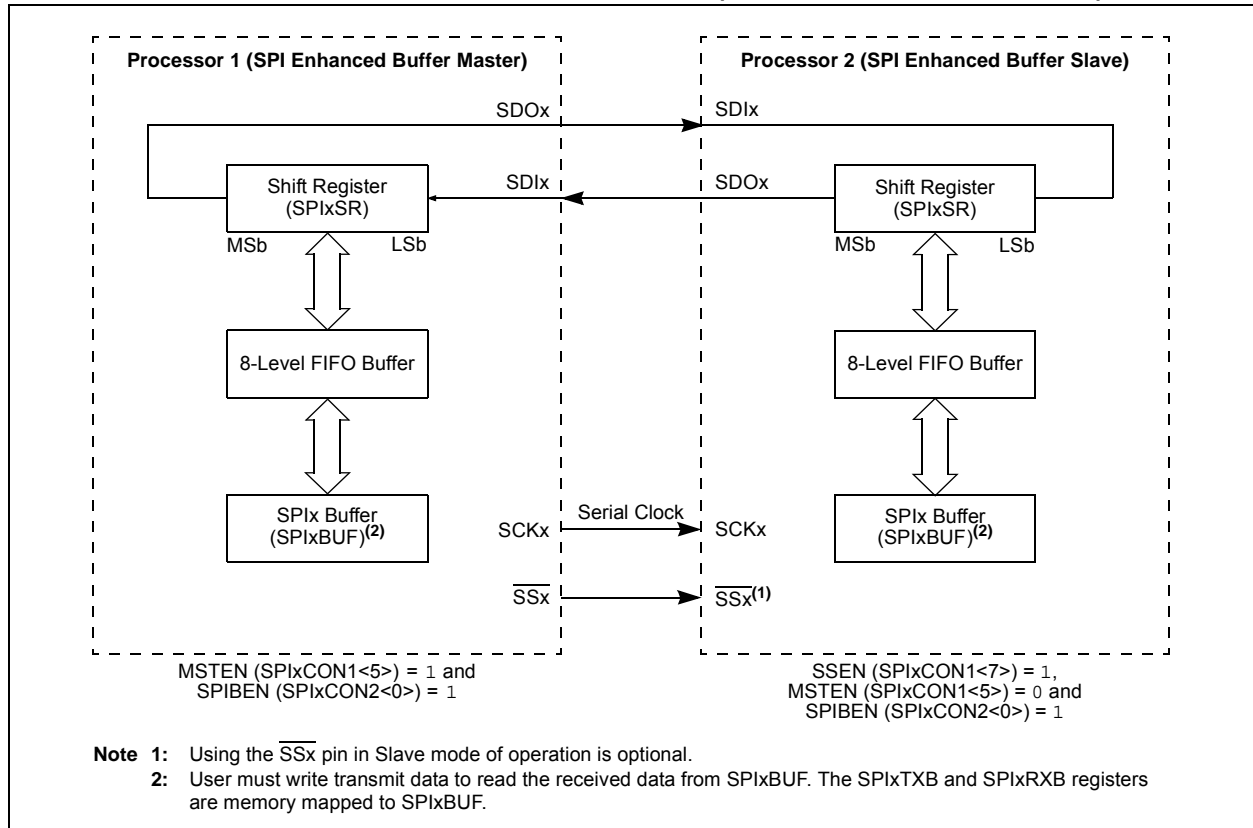 Processor 1 (SPI Enhanced Buffer Master)
Processor 2 (SPI Enhanced Buffer Slave)
SDOx
SDIx
Shift Register
(SPIxSR)
SDIx
SDOx
Shift Register
(SPIxSR)
MSb
LSb
MSb
LSb
8-Level FIFO Buffer
8-Level FIFO Buffer
SPIx Buffer
(SPIxBUF)(2)
SCKx
Serial Clock
SCKx
SPIx Buffer
(SPIxBUF)(2)
SSx
SSx(1)
MSTEN (SPIxCON1<5>) = 1 and
SPIBEN (SPIxCON2<0>) = 1
SSEN (SPIxCON1<7>) = 1,
MSTEN (SPIxCON1<5>) = 0 and
SPIBEN (SPIxCON2<0>) = 1
Note 1: Using the SSx pin in Slave mode of operation is optional.
2: User must write transmit data to read the received data from SPIxBUF. The SPIxTXB and SPIxRXB registers
are memory mapped to SPIxBUF.